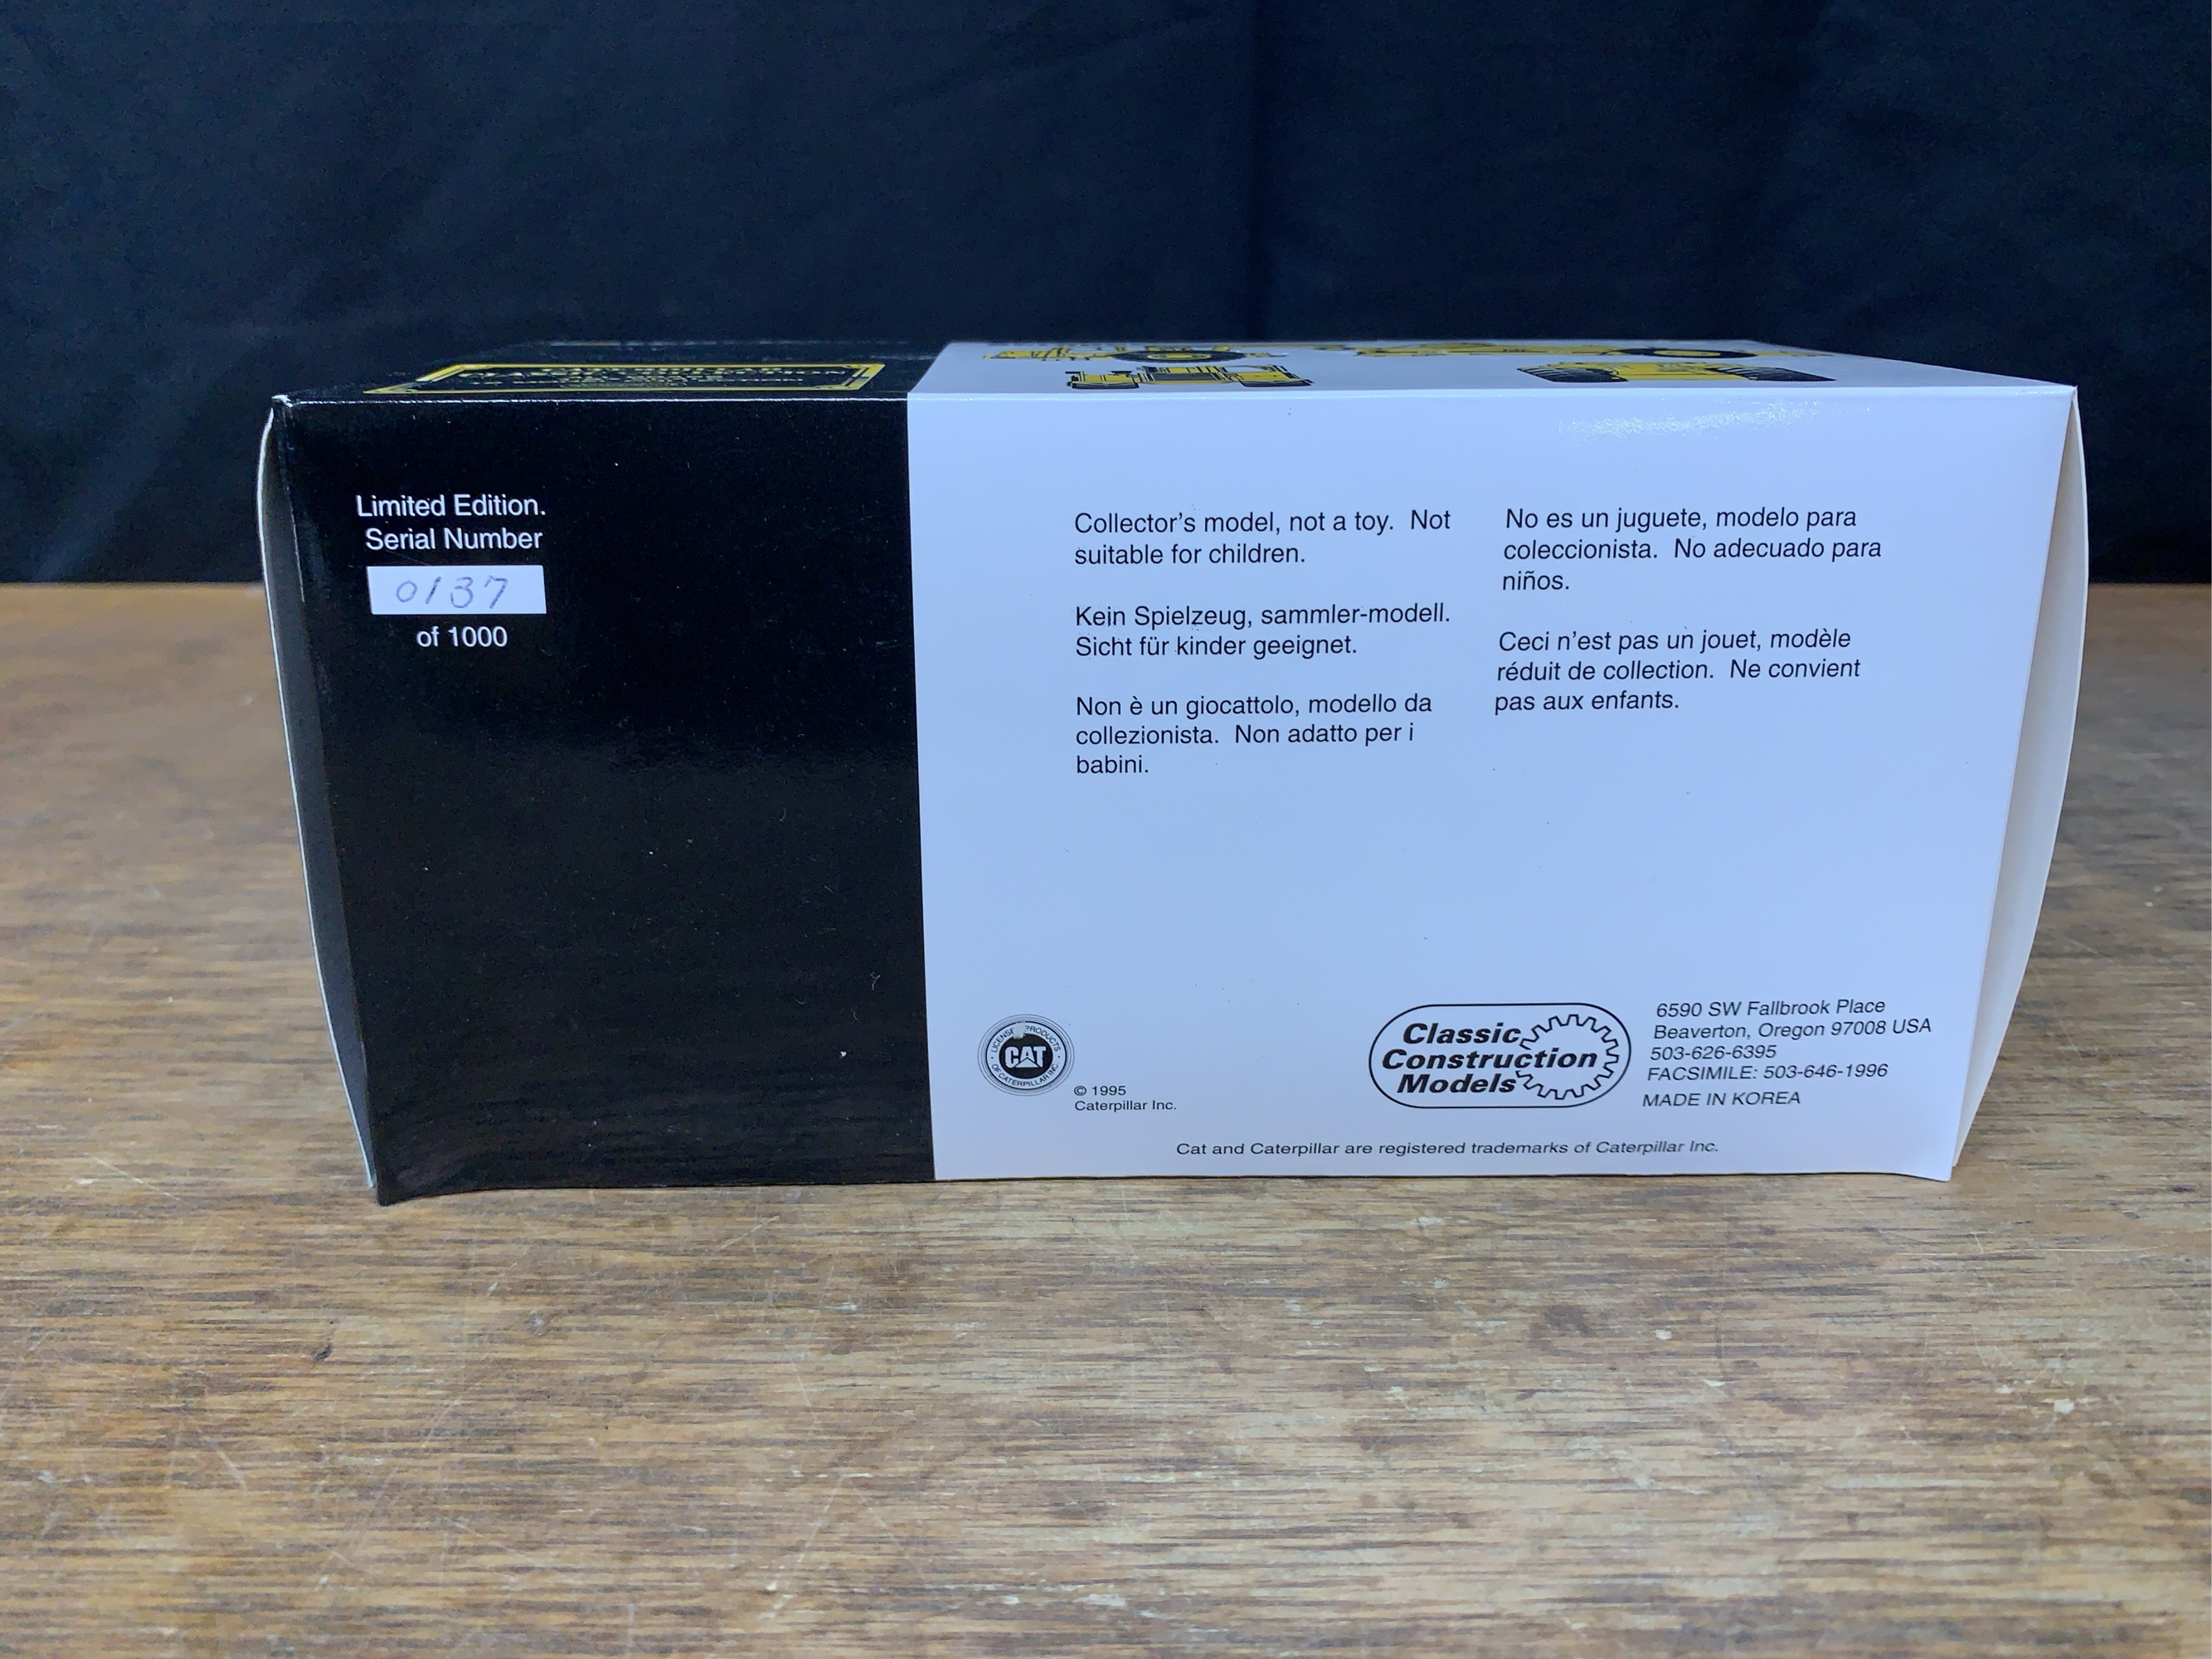 Limited Edition.
Serial Number
0137
of 1000
Collector's model, not a toy.  Not
suitable for children.
Kein Spielzeug, sammler-modell.
Sicht für kinder geeignet.
Non è un giocattolo, modello da
collezionista.  Non adatto per i
babini.
No es un juguete, modelo para
coleccionista.  No adecuado para
niños.
Ceci n'est pas un jouet, modèle
réduit de collection.  Ne convient
pas aux enfants.
PRODUCTS
CAT
OF CATERPILLAR INC.
© 1995
Caterpillar Inc.
Classic
Construction
Models
6590 SW Fallbrook Place
Beaverton, Oregon 97008 USA
503-626-6395
FACSIMILE: 503-646-1996
MADE IN KOREA
Cat and Caterpillar are registered trademarks of Caterpillar Inc.